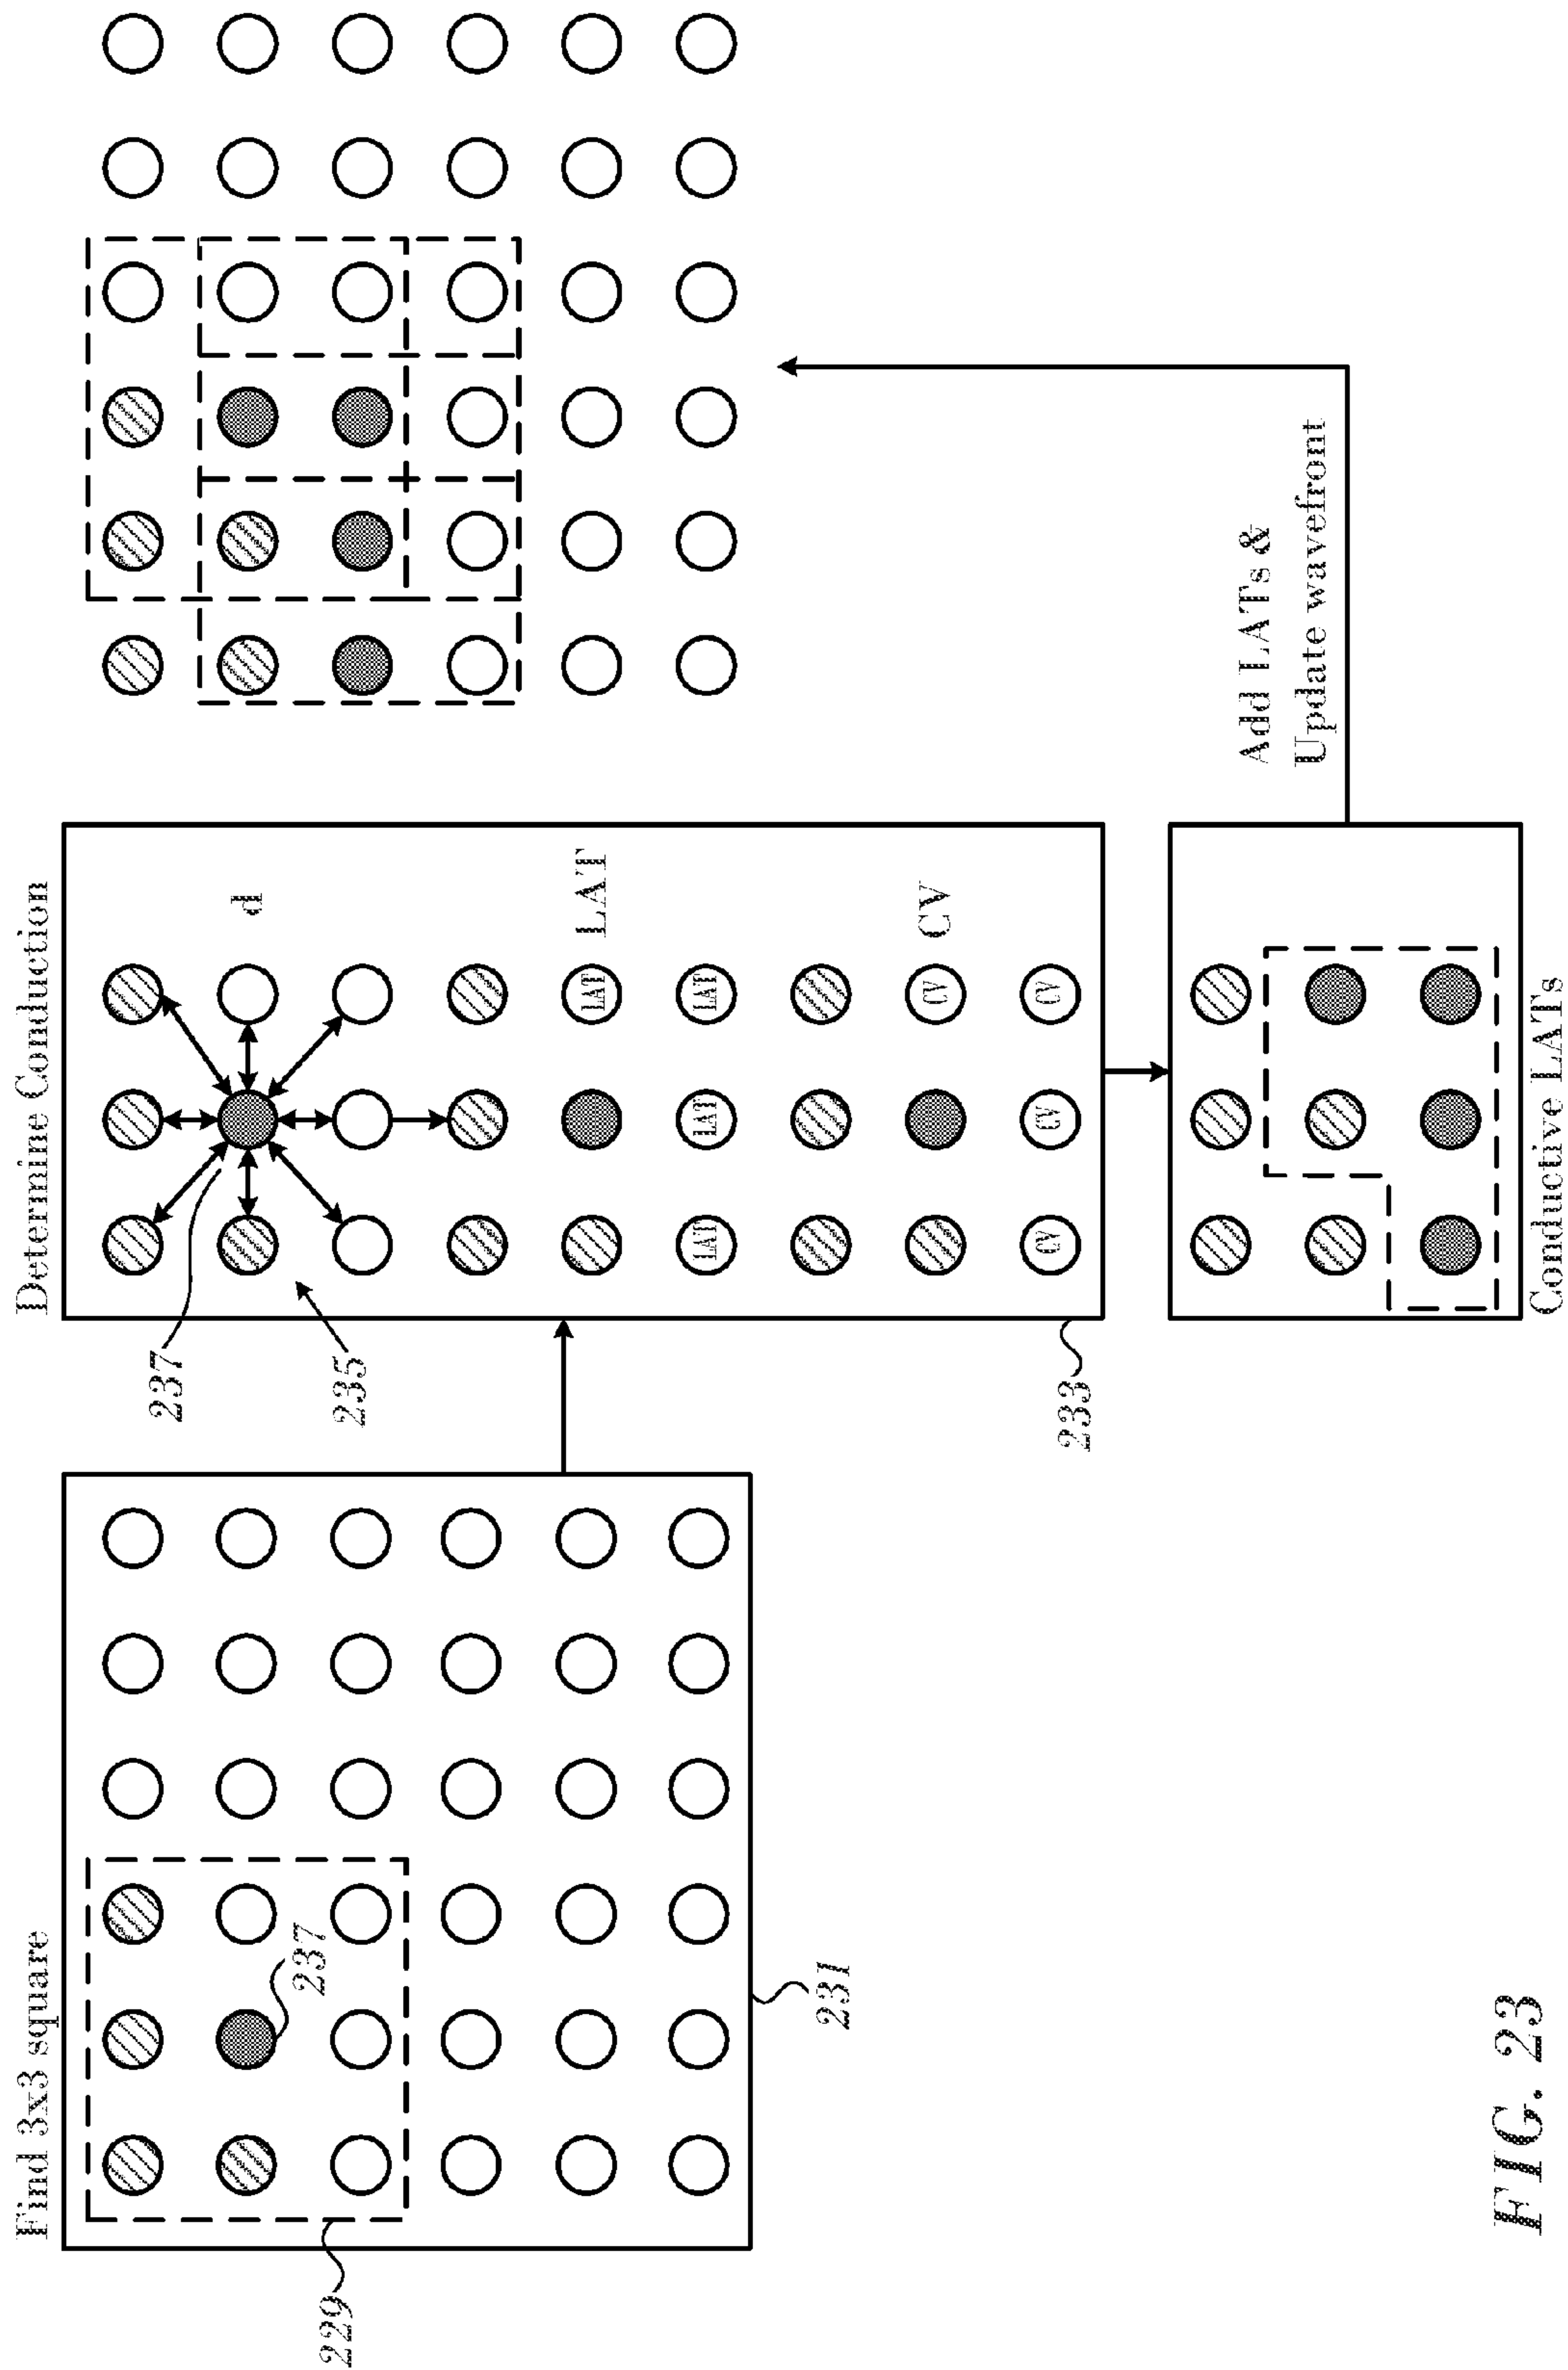 Find 3x3 square
229
237
231
Determine Conduction
237
235
d
LAT
LAT
LAT
LAT
LAT
CV
CV
CV
CV
CV
233
Conductive LATs
Add LATs &
Update wavefront
FIG. 23